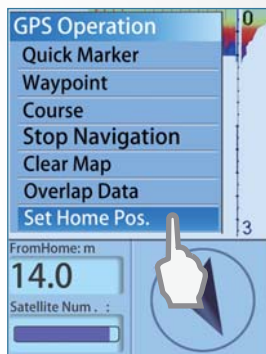 GPS Operation
0
Quick Marker
Waypoint
Course
Stop Navigation
Clear Map
Overlap Data
Set Home Pos.
3
FromHome: m
14.0
Satellite Num . :